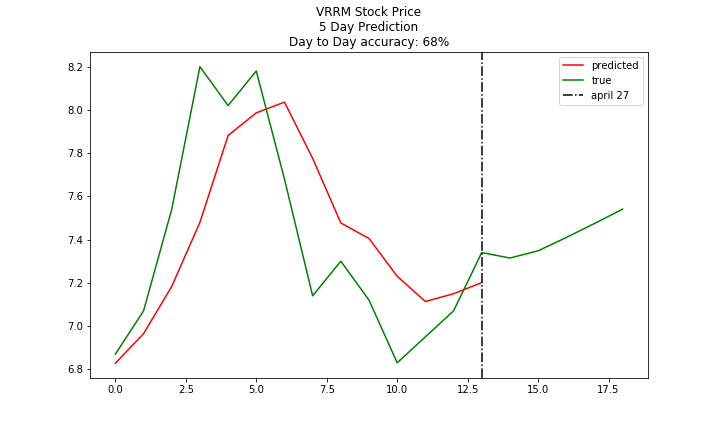 VRRM Stock Price
5 Day Prediction
Day to Day accuracy: 68%
predicted
true
april 27
8.2
8.0
7.8
7.6
7.4
7.2
7.0
6.8
0.0 2.5 5.0 7.5 10.0 12.5 15.0 17.5